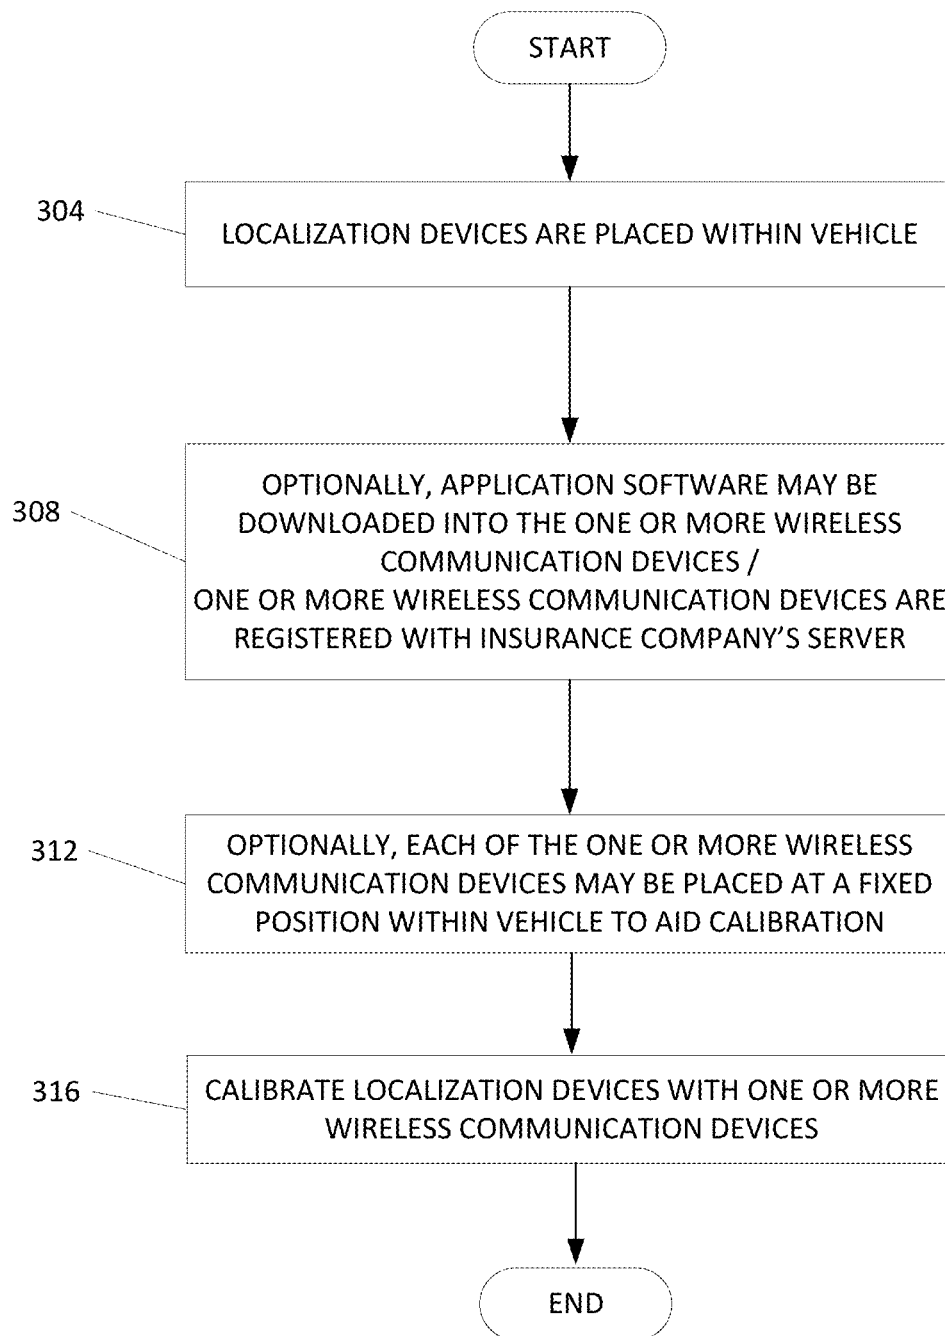 START
304
LOCALIZATION DEVICES ARE PLACED WITHIN VEHICLE
308
OPTIONALLY, APPLICATION SOFTWARE MAY BE
DOWNLOADED INTO THE ONE OR MORE WIRELESS
COMMUNICATION DEVICES /
ONE OR MORE WIRELESS COMMUNICATION DEVICES ARE
REGISTERED WITH INSURANCE COMPANY’S SERVER
312
OPTIONALLY, EACH OF THE ONE OR MORE WIRELESS
COMMUNICATION DEVICES MAY BE PLACED AT A FIXED
POSITION WITHIN VEHICLE TO AID CALIBRATION
316
CALIBRATE LOCALIZATION DEVICES WITH ONE OR MORE
WIRELESS COMMUNICATION DEVICES
END